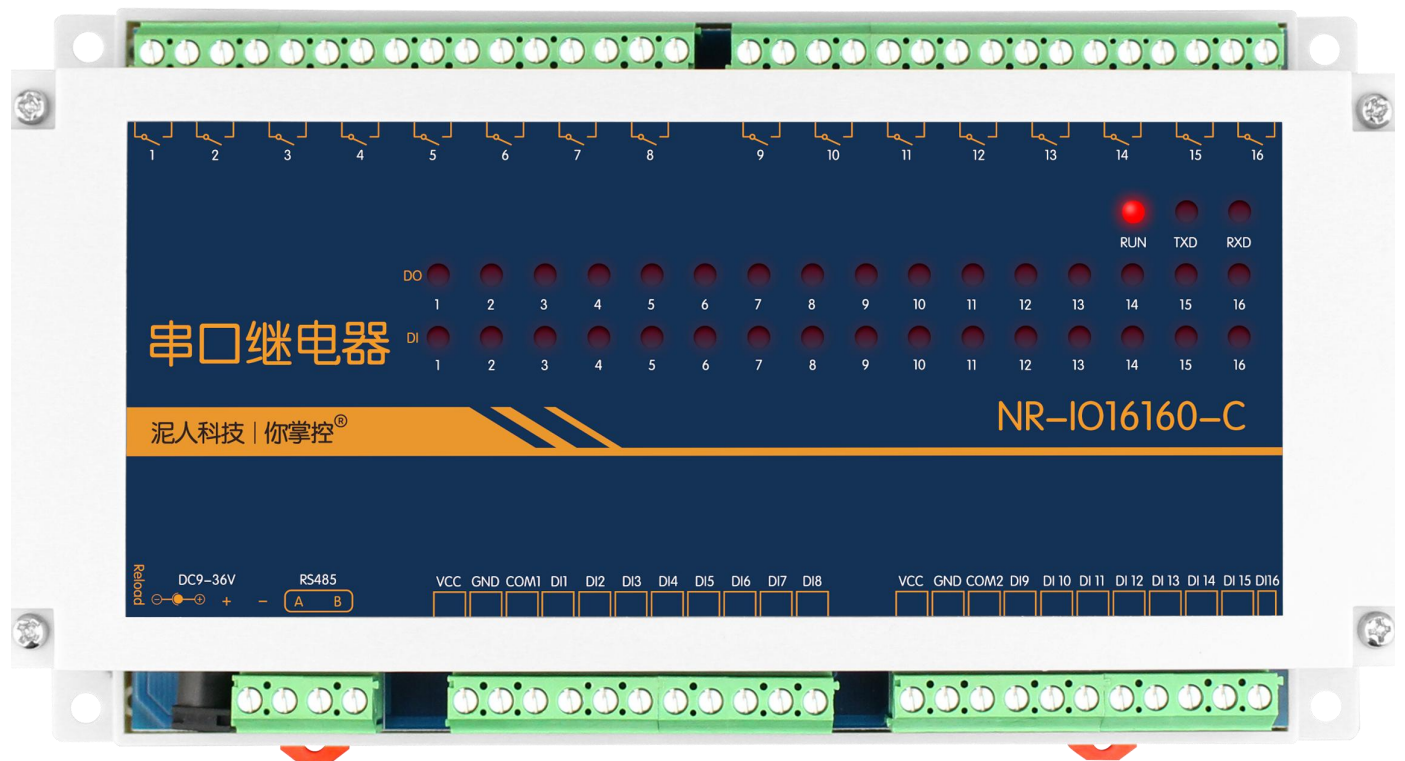 1 2 3 4 5 6 7 8 9 10 11 12 13 14 15 16
RUN TXD RXD
DO
1 2 3 4 5 6 7 8 9 10 11 12 13 14 15 16
串口继电器
DI
1 2 3 4 5 6 7 8 9 10 11 12 13 14 15 16
NR-IO16160-C
泥人科技 | 你掌控®
Reload
DC9-36V RS485 VCC GND COM1 DI1 DI2 DI3 DI4 DI5 DI6 DI7 DI8 VCC GND COM2 DI9 DI 10 DI 11 DI 12 DI 13 DI 14 DI 15 DI16
+ - A B